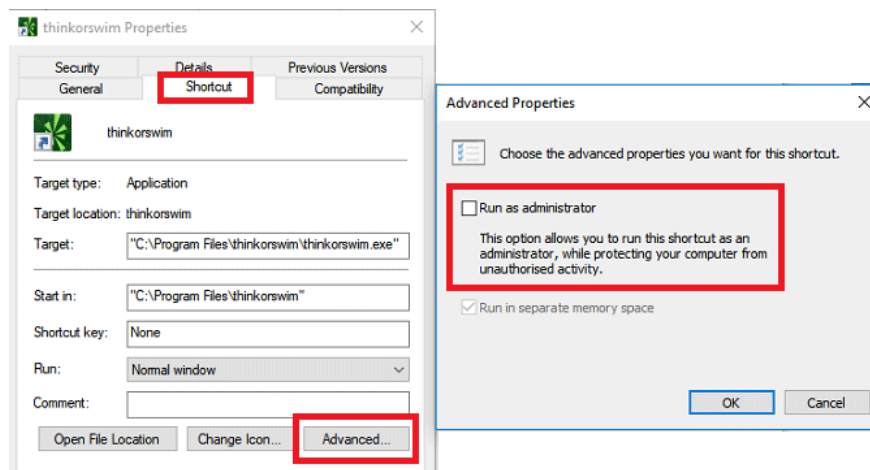 thinkorswim Properties
Security Details Previous Versions
General Shortcut Compatibility
thinkorswim
Target type: Application
Target location: thinkorswim
Target: "C:\Program Files\thinkorswim\thinkorswim.exe"
Start in: "C:\Program Files\thinkorswim"
Shortcut key: None
Run: Normal window
Comment:
Open File Location Change Icon... Advanced...
Advanced Properties
Choose the advanced properties you want for this shortcut.
Run as administrator
This option allows you to run this shortcut as an
administrator, while protecting your computer from
unauthorised activity.
Run in separate memory space
OK Cancel